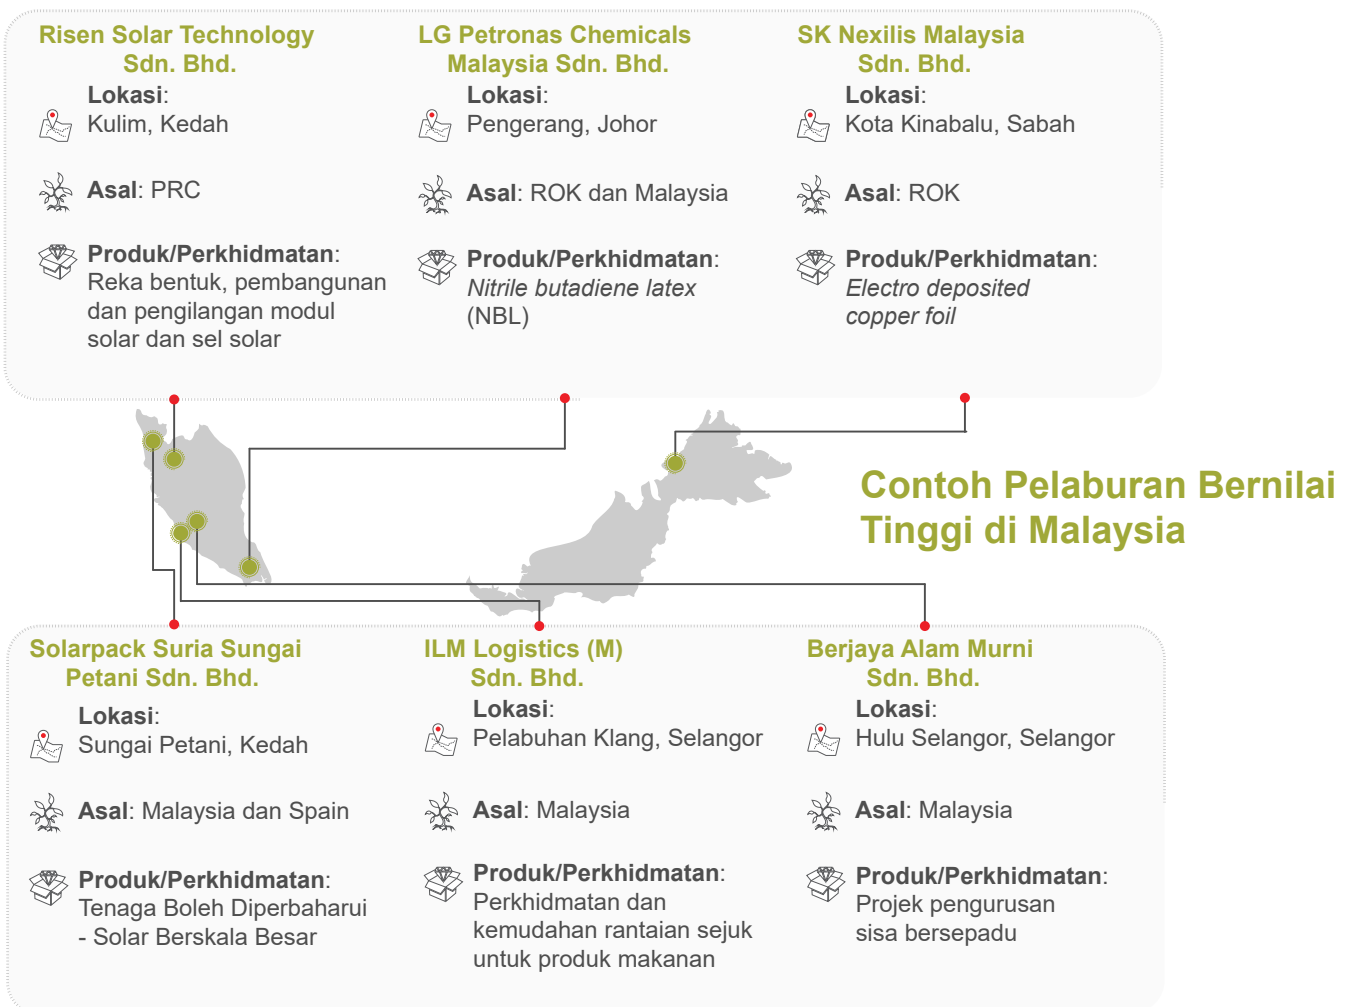 Risen Solar Technology
Sdn. Bhd.
Lokasi:
Kulim, Kedah
Asal: PRC
Produk/Perkhidmatan:
Reka bentuk, pembangunan
dan pengilangan modul
solar dan sel solar
LG Petronas Chemicals
Malaysia Sdn. Bhd.
Lokasi:
Pengerang, Johor
Asal: ROK dan Malaysia
Produk/Perkhidmatan:
Nitrile butadiene latex
(NBL)
SK Nexilis Malaysia
Sdn. Bhd.
Lokasi:
Kota Kinabalu, Sabah
Asal: ROK
Produk/Perkhidmatan:
Electro deposited
copper foil
Contoh Pelaburan Bernilai
Tinggi di Malaysia
Solarpack Suria Sungai
Petani Sdn. Bhd.
Lokasi:
Sungai Petani, Kedah
Asal: Malaysia dan Spain
Produk/Perkhidmatan:
Tenaga Boleh Diperbaharui
- Solar Berskala Besar
ILM Logistics (M)
Sdn. Bhd.
Lokasi:
Pelabuhan Klang, Selangor
Asal: Malaysia
Produk/Perkhidmatan:
Perkhidmatan dan
kemudahan rantaian sejuk
untuk produk makanan
Berjaya Alam Murni
Sdn. Bhd.
Lokasi:
Hulu Selangor, Selangor
Asal: Malaysia
Produk/Perkhidmatan:
Projek pengurusan
sisa bersepadu